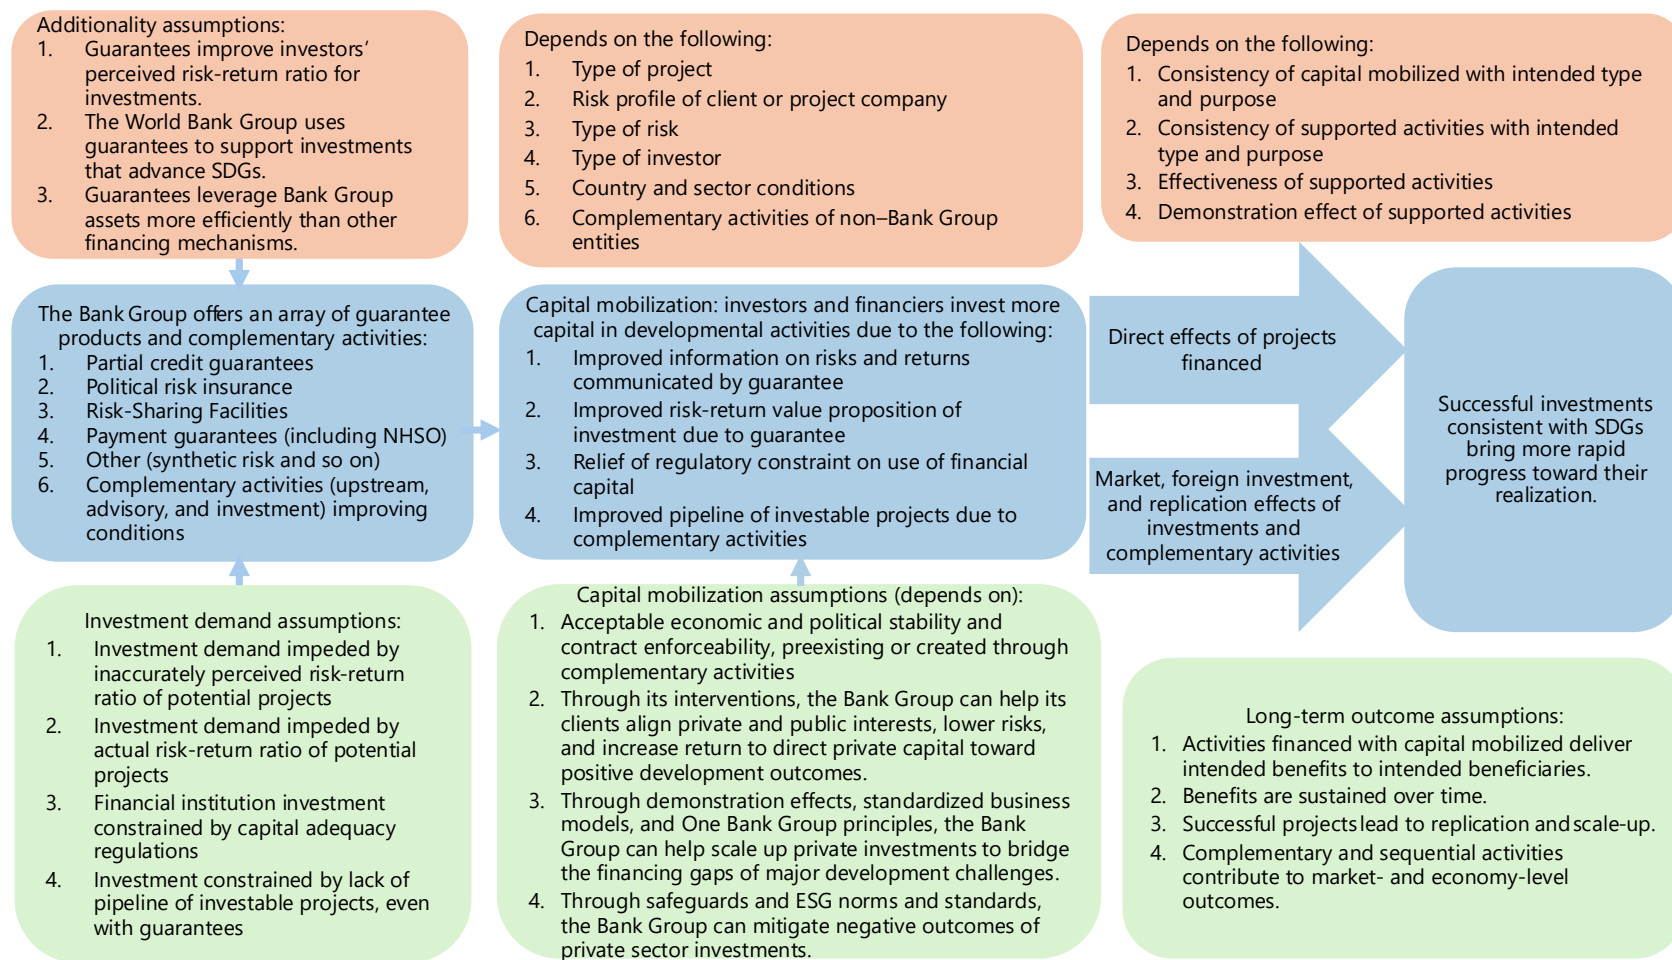 Additionality assumptions:
1. Guarantees improve investors'
perceived risk-return ratio for
investments.
2. The World Bank Group uses
guarantees to support investments
that advance SDGs.
3. Guarantees leverage Bank Group
assets more efficiently than other
financing mechanisms.
Depends on the following:
1. Type of project
2. Risk profile of client or project company
3. Type of risk
4. Type of investor
5. Country and sector conditions
6. Complementary activities of non–Bank Group
entities
Depends on the following:
1. Consistency of capital mobilized with intended type
and purpose
2. Consistency of supported activities with intended
type and purpose
3. Effectiveness of supported activities
4. Demonstration effect of supported activities
The Bank Group offers an array of guarantee
products and complementary activities:
1. Partial credit guarantees
2. Political risk insurance
3. Risk-Sharing Facilities
4. Payment guarantees (including NHSO)
5. Other (synthetic risk and so on)
6. Complementary activities (upstream,
advisory, and investment) improving
conditions
Capital mobilization: investors and financiers invest more
capital in developmental activities due to the following:
1. Improved information on risks and returns
communicated by guarantee
2. Improved risk-return value proposition of
investment due to guarantee
3. Relief of regulatory constraint on use of financial
capital
4. Improved pipeline of investable projects due to
complementary activities
Direct effects of projects
financed
Market, foreign investment,
and replication effects of
investments and
complementary activities
Successful investments
consistent with SDGs
bring more rapid
progress toward their
realization.
Investment demand assumptions:
1. Investment demand impeded by
inaccurately perceived risk-return
ratio of potential projects
2. Investment demand impeded by
actual risk-return ratio of potential
projects
3. Financial institution investment
constrained by capital adequacy
regulations
4. Investment constrained by lack of
pipeline of investable projects, even
with guarantees
Capital mobilization assumptions (depends on):
1. Acceptable economic and political stability and
contract enforceability, preexisting or created through
complementary activities
2. Through its interventions, the Bank Group can help its
clients align private and public interests, lower risks,
and increase return to direct private capital toward
positive development outcomes.
3. Through demonstration effects, standardized business
models, and One Bank Group principles, the Bank
Group can help scale up private investments to bridge
the financing gaps of major development challenges.
4. Through safeguards and ESG norms and standards,
the Bank Group can mitigate negative outcomes of
private sector investments.
Long-term outcome assumptions:
1. Activities financed with capital mobilized deliver
intended benefits to intended beneficiaries.
2. Benefits are sustained over time.
3. Successful projects lead to replication and scale-up.
4. Complementary and sequential activities
contribute to market- and economy-level
outcomes.